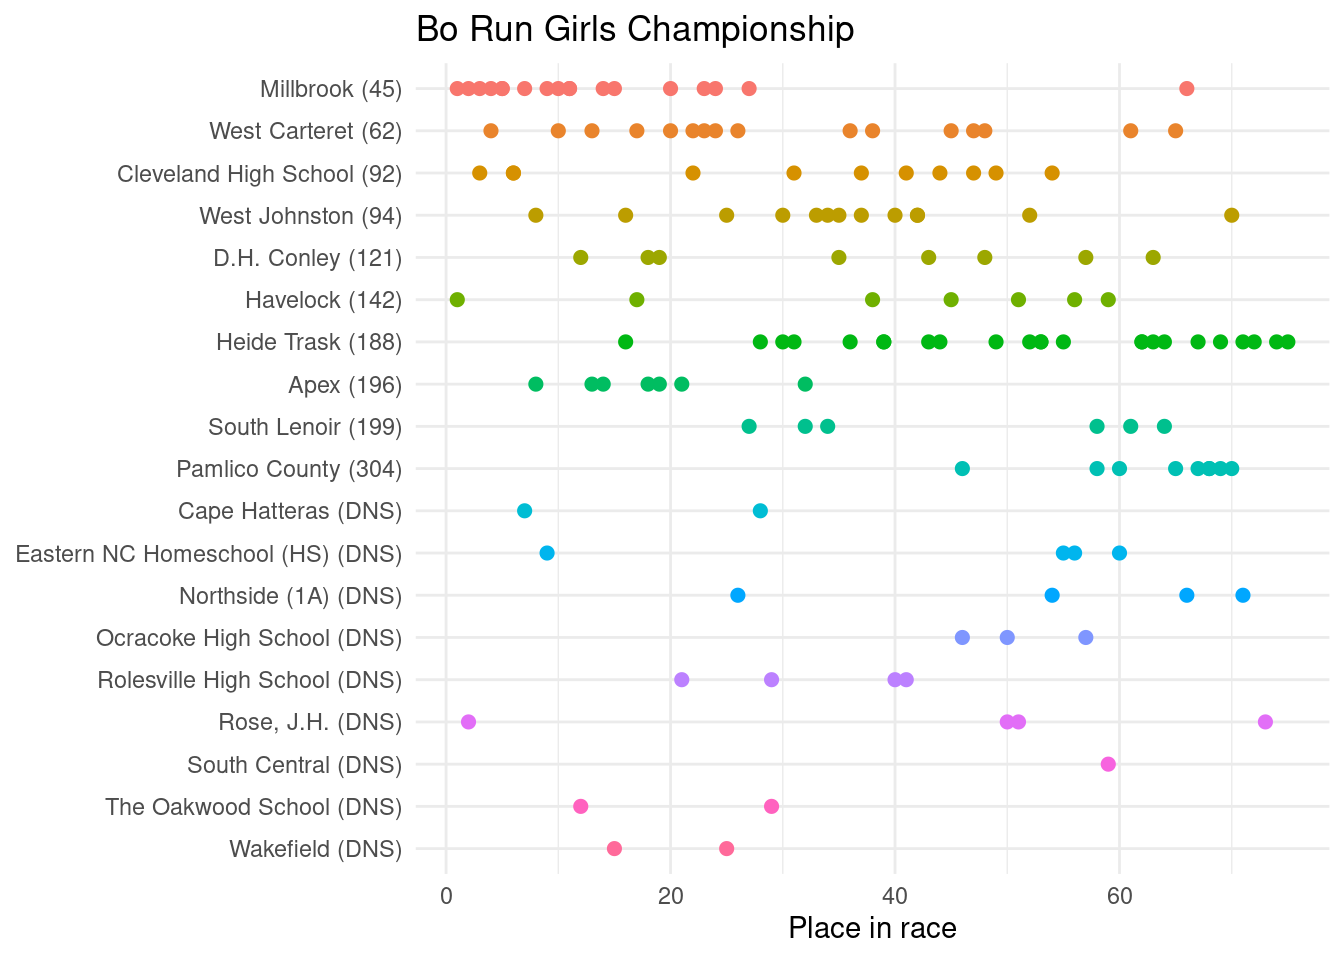 Bo Run Girls Championship
Millbrook (45)
West Carteret (62)
Cleveland High School (92)
West Johnston (94)
D.H. Conley (121)
Havelock (142)
Heide Trask (188)
Apex (196)
South Lenoir (199)
Pamlico County (304)
Cape Hatteras (DNS)
Eastern NC Homeschool (HS) (DNS)
Northside (1A) (DNS)
Ocracoke High School (DNS)
Rolesville High School (DNS)
Rose, J.H. (DNS)
South Central (DNS)
The Oakwood School (DNS)
Wakefield (DNS)
0 20 40 60
Place in race